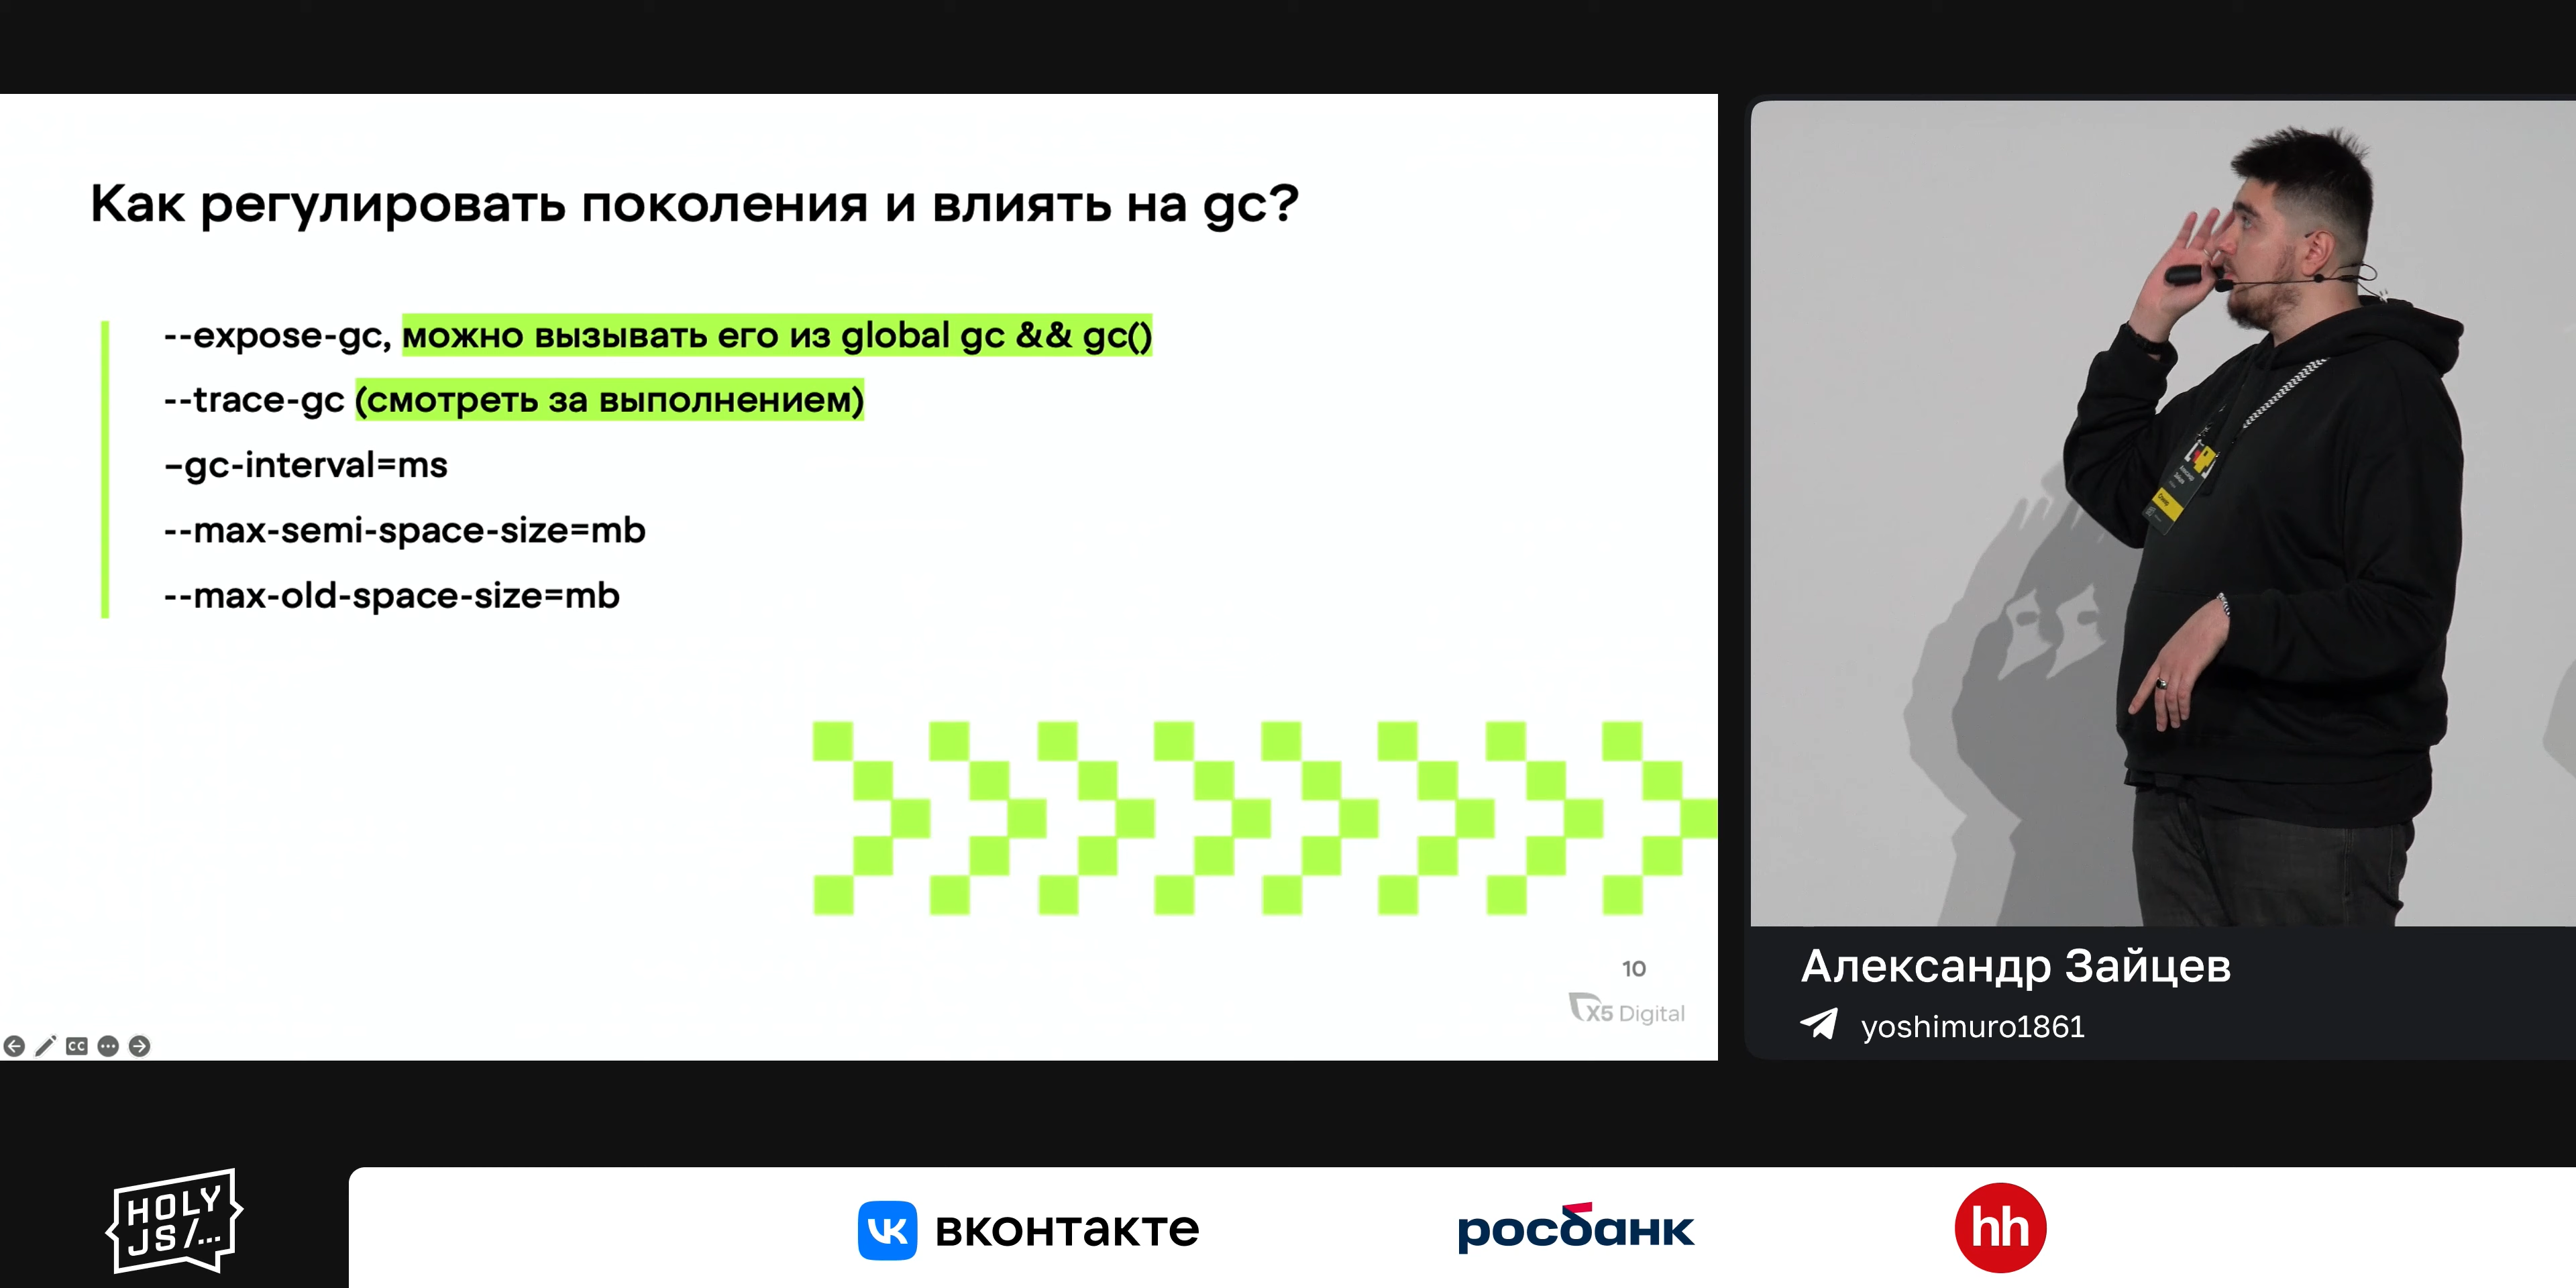 Как регулировать поколения и влиять на gc?
--expose-gc, можно вызывать его из global gc && gc()
--trace-gc (смотреть за выполнением)
–gc-interval=ms
--max-semi-space-size=mb
--max-old-space-size=mb
10
X5 Digital
CC
Александр Зайцев
yoshimuro1861
HOLY
JS/...
вконтакте
росбанк
hh